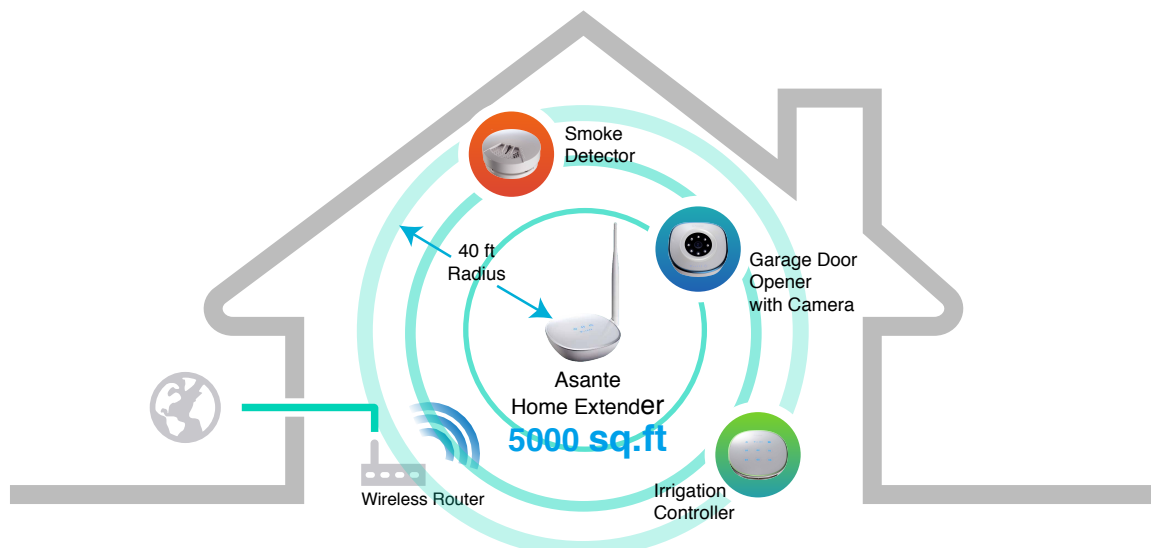 Smoke
Detector
40 ft
Radius
Garage Door
Opener
with Camera
Asante
Home Extender
5000 sq.ft
Wireless Router
Irrigation
Controller